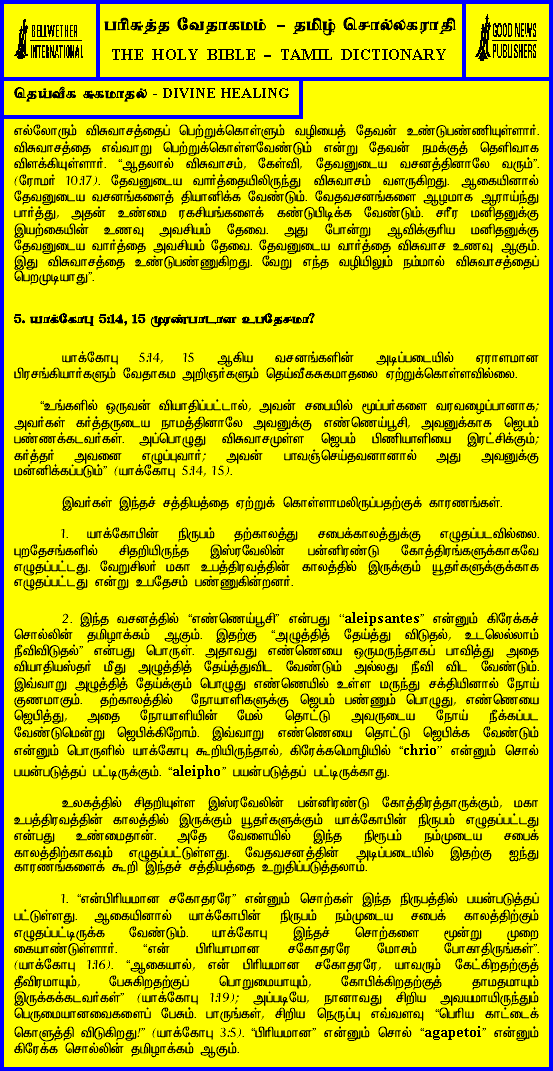 BELLWETHER
INTERNATIONAL
பரிசுத்த வேதாகமம் – தமிழ் சொல்லகராதி
THE HOLY BIBLE – TAMIL DICTIONARY
GOOD NEWS
PUBLISHERS
தெய்வீக சுகமாதல் - DIVINE HEALING
எல்லோரும் விசுவாசத்தைப் பெற்றுக்கொள்ளும் வழியைத் தேவன் உண்டுபண்ணியுள்ளார்.
விசுவாசத்தை எவ்வாறு பெற்றுக்கொள்ளவேண்டும் என்று தேவன் நமக்குத் தெளிவாக
விளக்கியுள்ளார். “ஆதலால் விசுவாசம், கேள்வி, தேவனுடைய வசனத்தினாலே வரும்”.
(ரோமர் 10:17). தேவனுடைய வார்த்தையிலிருந்து விசுவாசம் வளருகிறது. ஆகையினால்
தேவனுடைய வசனங்களைத் தியானிக்க வேண்டும். வேதவசனங்களை ஆழமாக ஆராய்ந்து
பார்த்து, அதன் உண்மை ரகசியங்களைக் கண்டுபிடிக்க வேண்டும். சரீர மனிதனுக்கு
இயற்கையின் உணவு அவசியம் தேவை. அது போன்று ஆவிக்குரிய மனிதனுக்கு
தேவனுடைய வார்த்தை அவசியம் தேவை. தேவனுடைய வார்த்தை விசுவாச உணவு ஆகும்.
இது விசுவாசத்தை உண்டுபண்ணுகிறது. வேறு எந்த வழியிலும் நம்மால் விசுவாசத்தைப்
பெறமுடியாது”.
5. யாக்கோபு 5:14, 15 முரண்பாடான உபதேசமா?
யாக்கோபு 5:14, 15 ஆகிய வசனங்களின் அடிப்படையில் ஏராளமான
பிரசங்கியார்களும் வேதாகம அறிஞர்களும் தெய்வீகசுகமாதலை ஏற்றுக்கொள்ளவில்லை.
“உங்களில் ஒருவன் வியாதிப்பட்டால், அவன் சபையில் மூப்பர்களை வரவழைப்பானாக;
அவர்கள் கர்த்தருடைய நாமத்தினாலே அவனுக்கு எண்ணெய்பூசி, அவனுக்காக ஜெபம்
பண்ணக்கடவர்கள். அப்பொழுது விசுவாசமுள்ள ஜெபம் பிணியாளியை இரட்சிக்கும்;
கர்த்தர் அவனை எழுப்புவார்; அவன் பாவஞ்செய்தவனானால் அது அவனுக்கு
மன்னிக்கப்படும்” (யாக்கோபு 5:14, 15).
இவர்கள் இந்தச் சத்தியத்தை ஏற்றுக் கொள்ளாமலிருப்பதற்குக் காரணங்கள்.
1. யாக்கோபின் நிருபம் தற்காலத்து சபைக்காலத்துக்கு எழுதப்படவில்லை.
புறதேசங்களில் சிதறியிருந்த இஸ்ரவேலின் பன்னிரண்டு கோத்திரங்களுக்காகவே
எழுதப்பட்டது. வேறுசிலர் மகா உபத்திரவத்தின் காலத்தில் இருக்கும் யூதர்களுக்குக்காக
எழுதப்பட்டது என்று உபதேசம் பண்ணுகின்றனர்.
2. இந்த வசனத்தில் “எண்ணெய்பூசி” என்பது “aleipsantes” என்னும் கிரேக்கச்
சொல்லின் தமிழாக்கம் ஆகும். இதற்கு “அழுத்தித் தேய்த்து விடுதல், உடலெல்லாம்
நீவிவிடுதல்” என்பது பொருள். அதாவது எண்ணெயை ஒருமருந்தாகப் பாவித்து அதை
வியாதியஸ்தர் மீது அழுத்தித் தேய்த்துவிட வேண்டும் அல்லது நீவி விட வேண்டும்.
இவ்வாறு அழுத்தித் தேய்க்கும் பொழுது எண்ணெயில் உள்ள மருந்து சக்தியினால் நோய்
குணமாகும். தற்காலத்தில் நோயாளிகளுக்கு ஜெபம் பண்ணும் பொழுது, எண்ணெயை
ஜெபித்து, அதை நோயாளியின் மேல் தொட்டு அவருடைய நோய் நீக்கப்பட
வேண்டுமென்று ஜெபிக்கிறோம். இவ்வாறு எண்ணெயை தொட்டு ஜெபிக்க வேண்டும்
என்னும் பொருளில் யாக்கோபு கூறியிருந்தால், கிரேக்கமொழியில் “chrio” என்னும் சொல்
பயன்படுத்தப் பட்டிருக்கும். “aleipho” பயன்படுத்தப் பட்டிருக்காது.
உலகத்தில் சிதறியுள்ள இஸ்ரவேலின் பன்னிரண்டு கோத்திரத்தாருக்கும், மகா
உபத்திரவத்தின் காலத்தில் இருக்கும் யூதர்களுக்கும் யாக்கோபின் நிருபம் எழுதப்பட்டது
என்பது உண்மைதான். அதே வேளையில் இந்த நிரூபம் நம்முடைய சபைக்
காலத்திற்காகவும் எழுதப்பட்டுள்ளது. வேதவசனத்தின் அடிப்படையில் இதற்கு ஐந்து
காரணங்களைக் கூறி இந்தச் சத்தியத்தை உறுதிப்படுத்தலாம்.
1. “என்பிரியமான சகோதரரே” என்னும் சொற்கள் இந்த நிருபத்தில் பயன்படுத்தப்
பட்டுள்ளது. ஆகையினால் யாக்கோபின் நிருபம் நம்முடைய சபைக் காலத்திற்கும்
எழுதப்பட்டிருக்க வேண்டும். யாக்கோபு இந்தச் சொற்களை மூன்று முறை
கையாண்டுள்ளார். “என் பிரியமான சகோதரரே மோசம் போகாதிருங்கள்”.
(யாக்கோபு 1:16). “ஆகையால், என் பிரியமான சகோதரரே, யாவரும் கேட்கிறதற்குத்
தீவிரமாயும், பேசுகிறதற்குப் பொறுமையாயும், கோபிக்கிறதற்குத் தாமதமாயும்
இருக்கக்கடவர்கள்” (யாக்கோபு 1:19); அப்படியே, நானாவது சிறிய அவயமாயிருந்தும்
பெருமையானவைகளைப் பேசும். பாருங்கள், சிறிய நெருப்பு எவ்வளவு “பெரிய காட்டைக்
கொளுத்தி விடுகிறது!” (யாக்கோபு 3:5). “பிரியமான” என்னும் சொல் “agapetoi” என்னும்
கிரேக்க சொல்லின் தமிழாக்கம் ஆகும்.